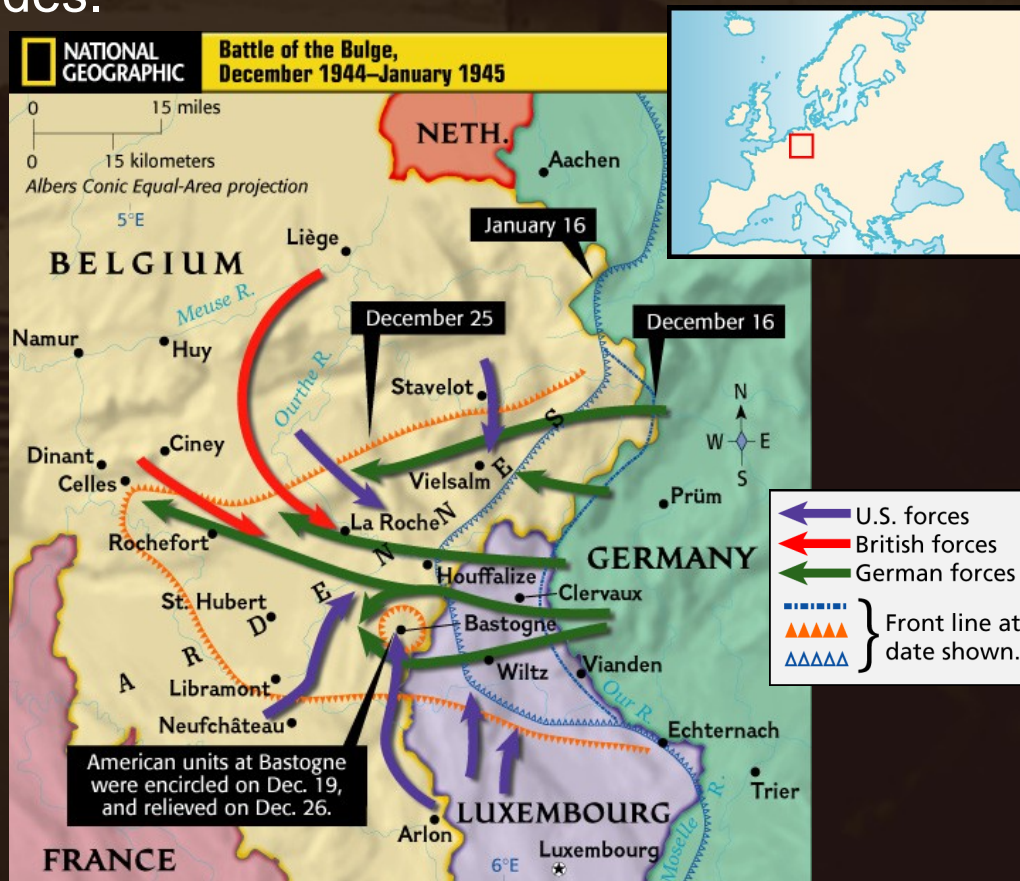 NATIONAL
GEOGRAPHIC
Battle of the Bulge,
December 1944–January 1945
0 15 miles
0 15 kilometers
Albers Conic Equal-Area projection
5°E
NETH.
Aachen
January 16
Liège
BELGIUM
Meuse R.
December 25
December 16
Namur
Huy
Ourthe R.
Stavelot
N
W E
S
Ciney
Dinant
Celles
Vielsalm
Prüm
La Roche
Rochefort
GERMANY
Houffalize
Clervaux
St. Hubert
Bastogne
ARDENNES
Wiltz
Vianden
Libramont
Our R.
Neufchâteau
Echternach
American units at Bastogne
were encircled on Dec. 19,
and relieved on Dec. 26.
Trier
LUXEMBOURG
Arlon
Moselle R.
FRANCE
6°E
Luxembourg
U.S. forces
British forces
German forces
Front line at
date shown.